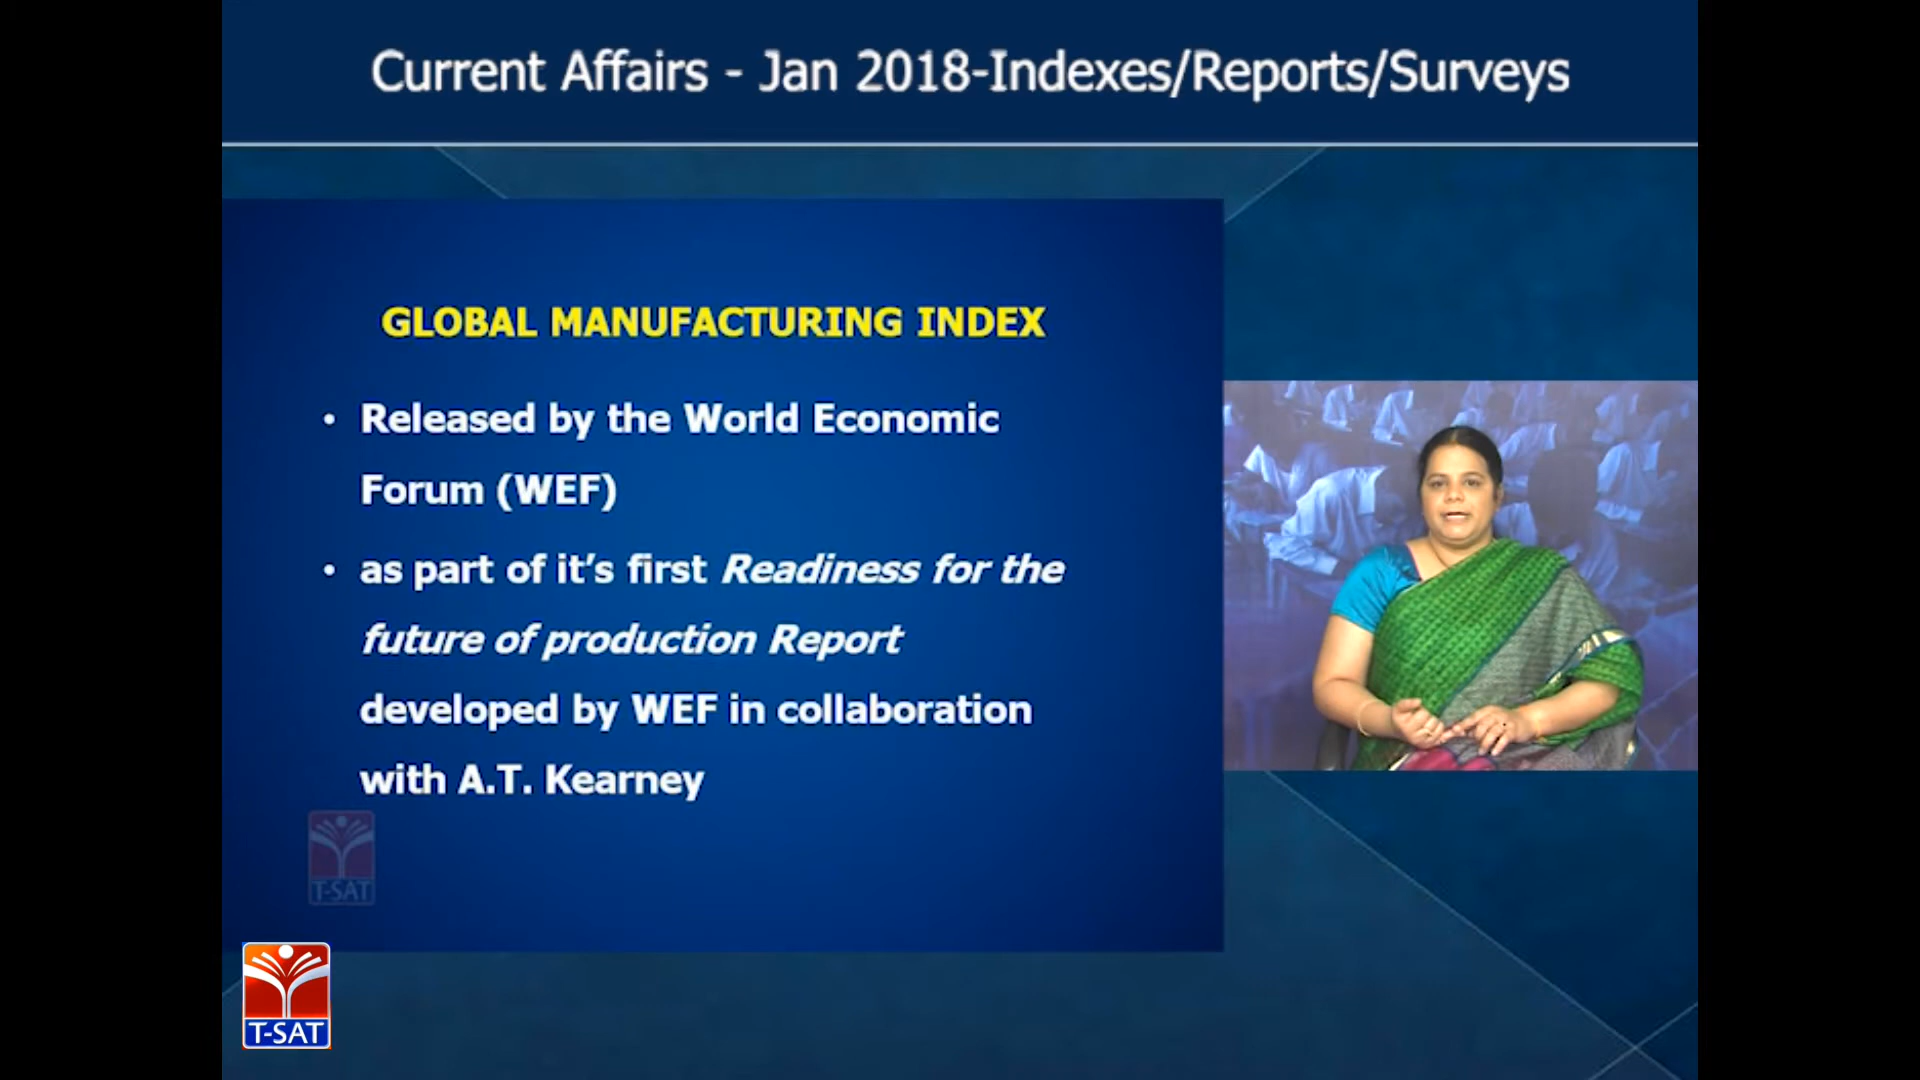 Current Affairs - Jan 2018-Indexes/Reports/Surveys
GLOBAL MANUFACTURING INDEX
• Released by the World Economic
Forum (WEF)
• as part of it's first Readiness for the
future of production Report
developed by WEF in collaboration
with A.T. Kearney
T-SAT
T-SAT